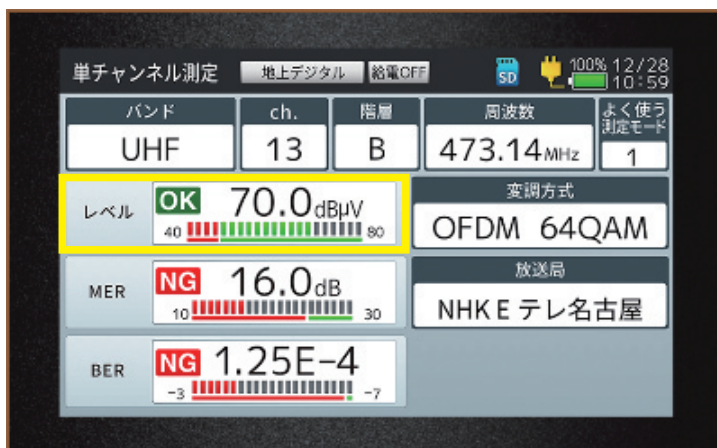 単チャンネル測定 地上デジタル 給電OFF SD 100% 12/28
10:59
バンド ch. 階層 周波数 よく使う
測定モード
UHF 13 B 473.14MHz 1
レベル OK 70.0dBμV
40 80
変調方式
OFDM 64QAM
MER NG 16.0dB
10 30
放送局
NHK E テレ名古屋
BER NG 1.25E-4
-3 -7